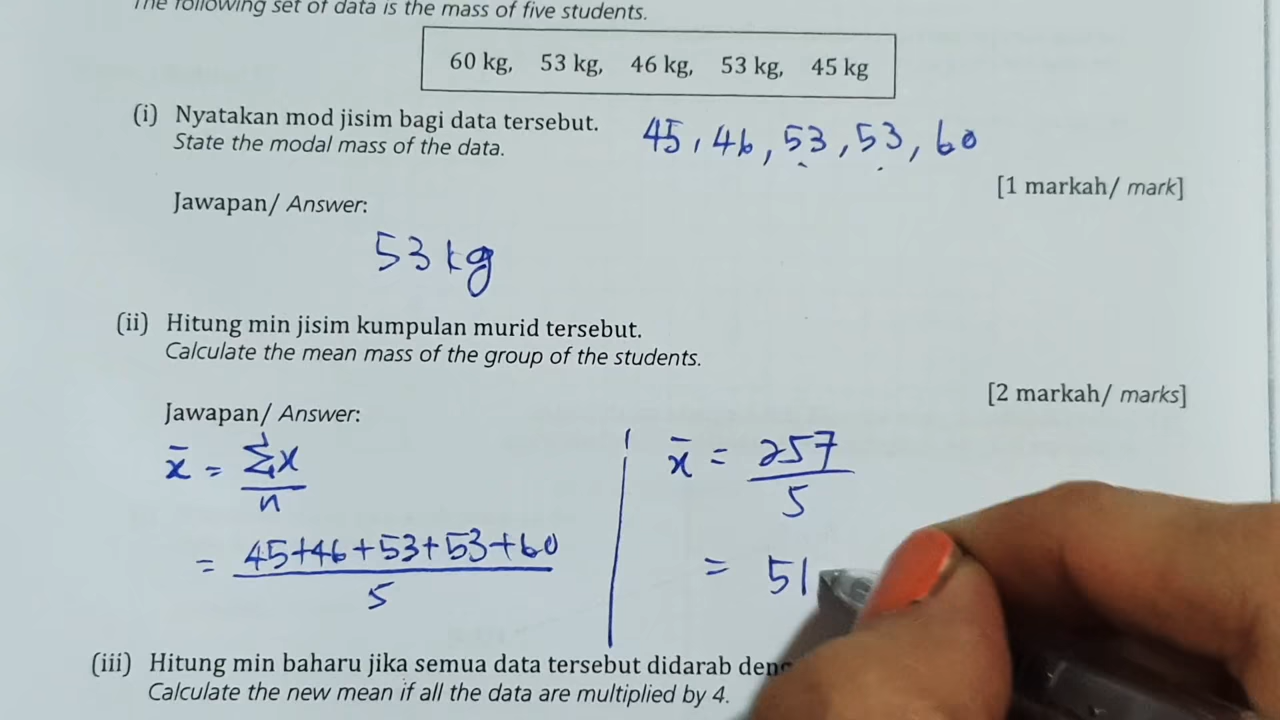 The following set of data is the mass of five students.
60 kg, 53 kg, 46 kg, 53 kg, 45 kg
(i) Nyatakan mod jisim bagi data tersebut.
45, 46, 53, 53, 60
State the modal mass of the data.
[1 markah/ mark]
Jawapan/ Answer:
53 kg
(ii) Hitung min jisim kumpulan murid tersebut.
Calculate the mean mass of the group of the students.
[2 markah/ marks]
Jawapan/ Answer:
x̄ = Σx
n
= 45+46+53+53+60
5
x̄ = 257
5
= 51
(iii) Hitung min baharu jika semua data tersebut didarab
Calculate the new mean if all the data are multiplied by 4.